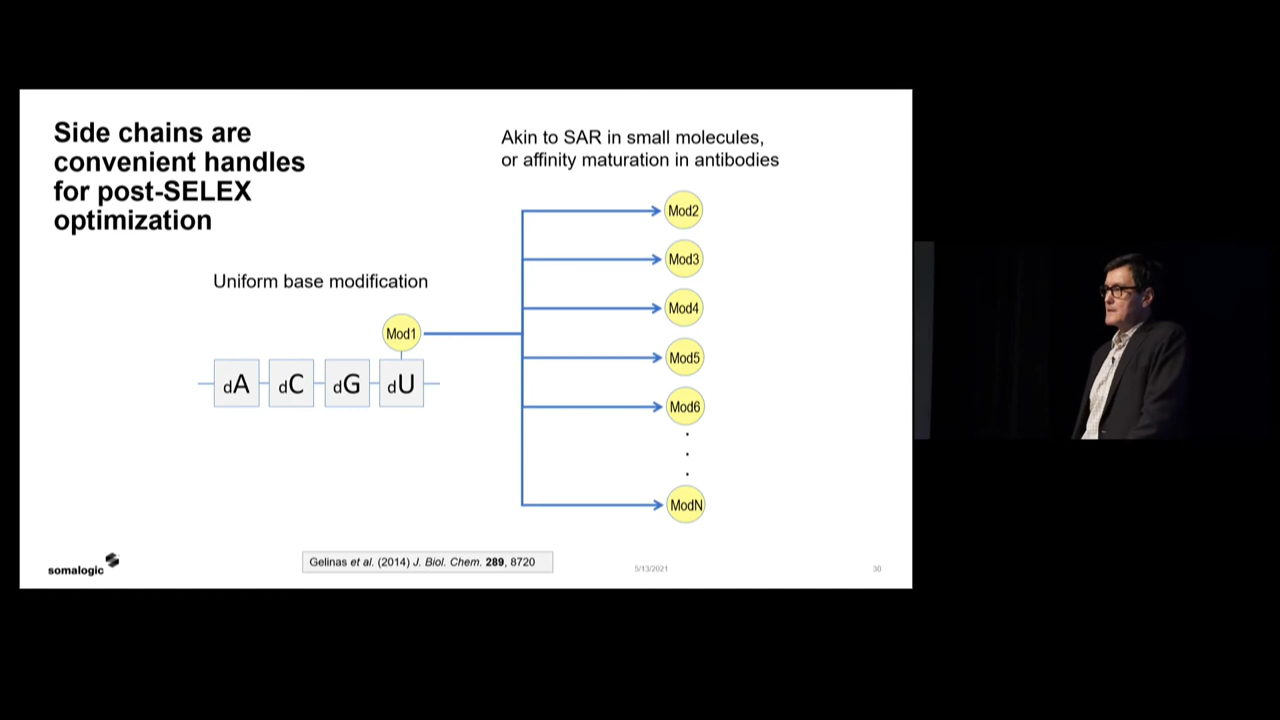 Side chains are
convenient handles
for post-SELEX
optimization
Akin to SAR in small molecules,
or affinity maturation in antibodies
Uniform base modification
Mod1
dA dC dG dU
Mod2
Mod3
Mod4
Mod5
Mod6
.
.
.
ModN
somalogic
Gelinas et al. (2014) J. Biol. Chem. 289, 8720
5/13/2021
30